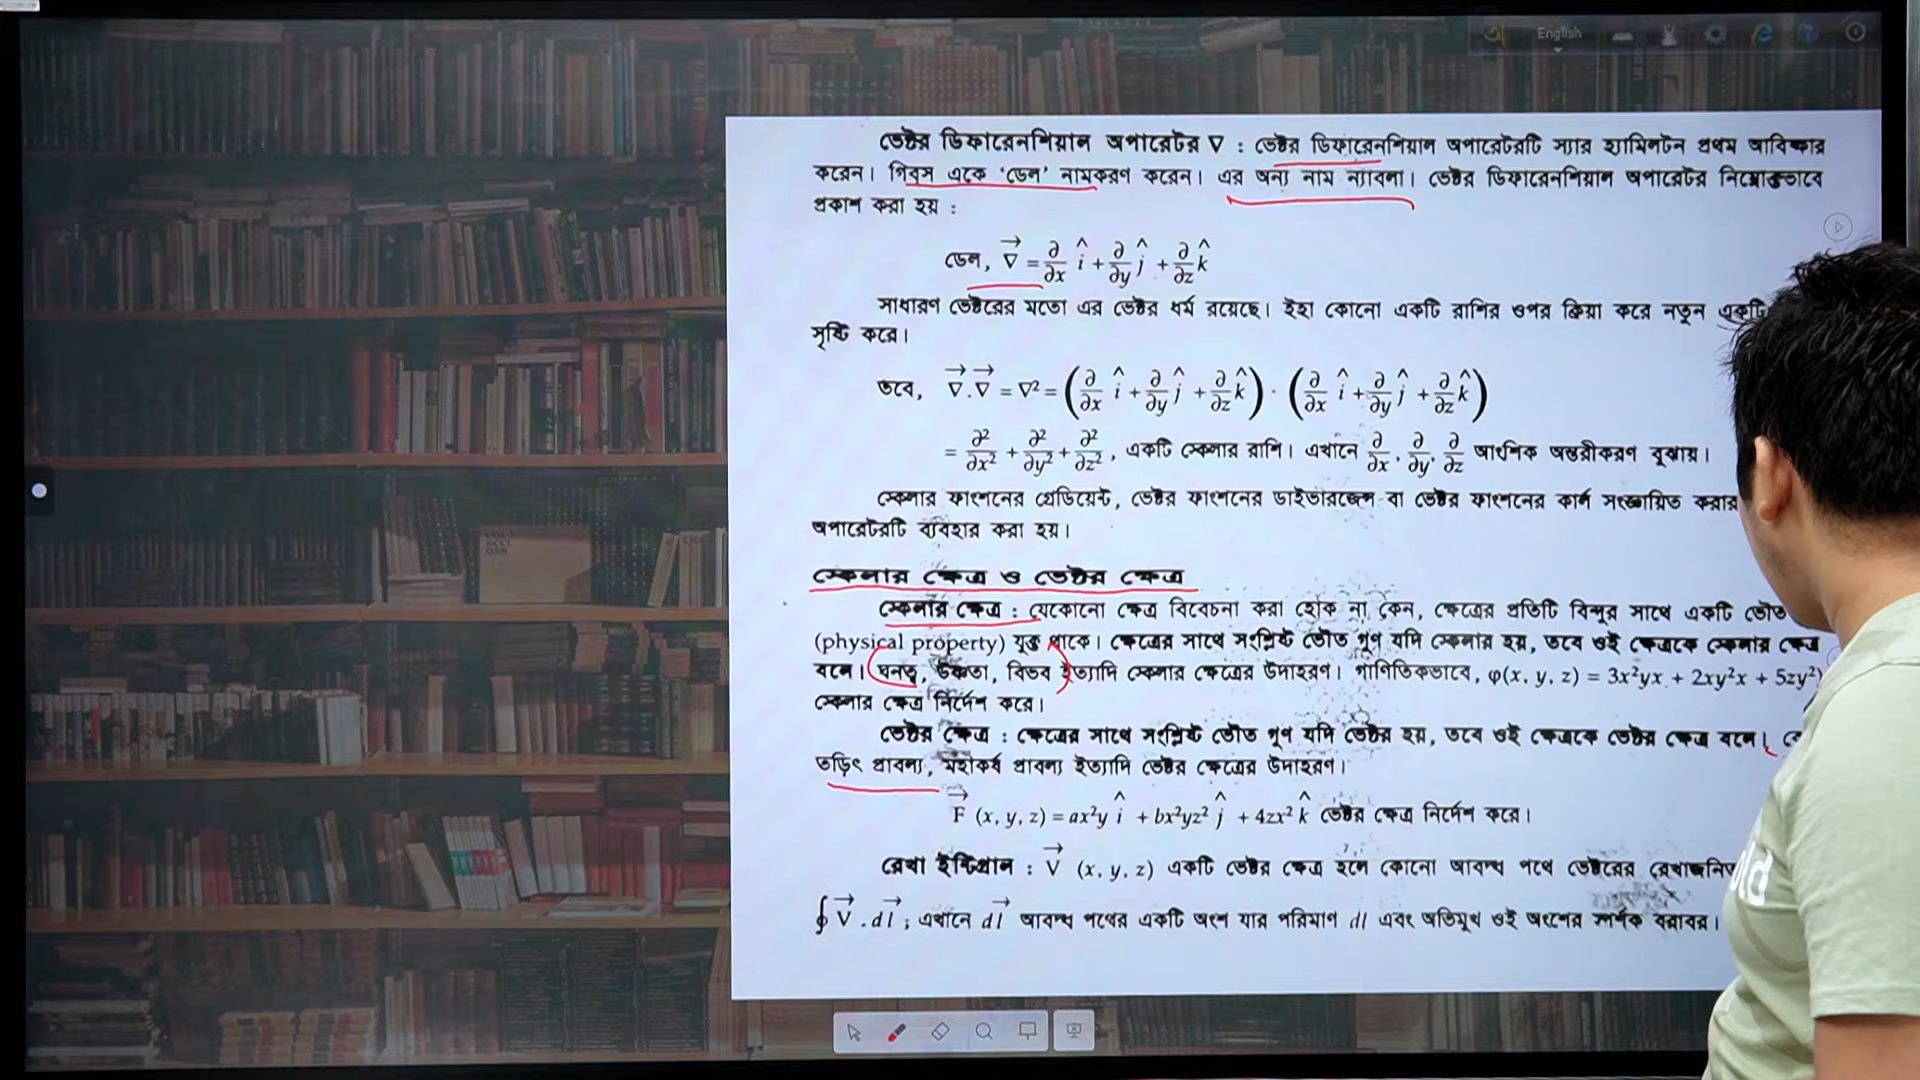 English
ভেক্টর ডিফারেনশিয়াল অপারেটর ∇ : ভেক্টর ডিফারেনশিয়াল অপারেটরটি স্যার হ্যামিলটন প্রথম আবিষ্কার
করেন। গিবস একে ‘ডেল’ নামকরণ করেন। এর অন্য নাম ন্যাবলা। ভেক্টর ডিফারেনশিয়াল অপারেটর নিম্নোক্তভাবে
প্রকাশ করা হয় :
ডেল, ∇⃗ = ∂/∂x î + ∂/∂y ĵ + ∂/∂z k̂
সাধারণ ভেক্টরের মতো এর ভেক্টর ধর্ম রয়েছে। ইহা কোনো একটি রাশির ওপর ক্রিয়া করে নতুন একটি
সৃষ্টি করে।
তবে, ∇⃗.∇⃗ = ∇² = (∂/∂x î + ∂/∂y ĵ + ∂/∂z k̂) · (∂/∂x î + ∂/∂y ĵ + ∂/∂z k̂)
= ∂²/∂x² + ∂²/∂y² + ∂²/∂z² , একটি স্কেলার রাশি। এখানে ∂/∂x, ∂/∂y, ∂/∂z আংশিক অন্তরীকরণ বুঝায়।
স্কেলার ফাংশনের গ্রেডিয়েন্ট, ভেক্টর ফাংশনের ডাইভারজেন্স বা ভেক্টর ফাংশনের কার্ল সংজ্ঞায়িত করার
অপারেটরটি ব্যবহার করা হয়।
স্কেলার ক্ষেত্র ও ভেক্টর ক্ষেত্র
স্কেলার ক্ষেত্র : যেকোনো ক্ষেত্র বিবেচনা করা হোক না কেন, ক্ষেত্রের প্রতিটি বিন্দুর সাথে একটি ভৌত
(physical property) যুক্ত থাকে। ক্ষেত্রের সাথে সংশ্লিষ্ট ভৌত গুণ যদি স্কেলার হয়, তবে ওই ক্ষেত্রকে স্কেলার ক্ষেত্র
বলে। ঘনত্ব, উষ্ণতা, বিভব ইত্যাদি স্কেলার ক্ষেত্রের উদাহরণ। গাণিতিকভাবে, φ(x, y, z) = 3x²yx + 2xy²x + 5zy²)
স্কেলার ক্ষেত্র নির্দেশ করে।
ভেক্টর ক্ষেত্র : ক্ষেত্রের সাথে সংশ্লিষ্ট ভৌত গুণ যদি ভেক্টর হয়, তবে ওই ক্ষেত্রকে ভেক্টর ক্ষেত্র বলে।
তড়িৎ প্রাবল্য, মহাকর্ষ প্রাবল্য ইত্যাদি ভেক্টর ক্ষেত্রের উদাহরণ।
F⃗ (x, y, z) = ax²y î + bx²yz² ĵ + 4zx² k̂ ভেক্টর ক্ষেত্র নির্দেশ করে।
রেখা ইন্টিগ্রাল : V⃗ (x, y, z) একটি ভেক্টর ক্ষেত্র হলে কোনো আবদ্ধ পথে ভেক্টরের
∮ V⃗ . dl⃗ ; এখানে dl⃗ আবদ্ধ পথের একটি অংশ যার পরিমাণ dl এবং অভিমুখ ওই অংশের স্পর্শক বরাবর।